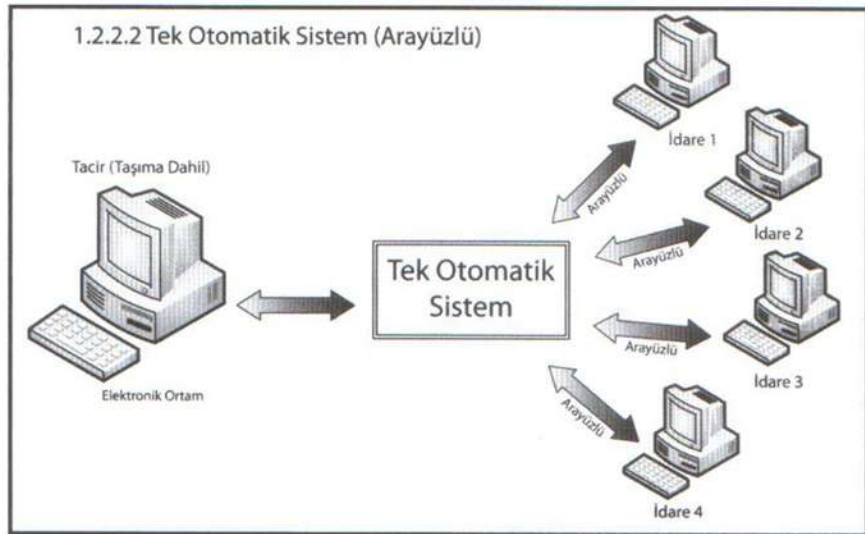 1.2.2.2 Tek Otomatik Sistem (Arayüzlü)
Tacir (Taşıma Dahil)
Elektronik Ortam
Tek Otomatik
Sistem
Arayüzlü
İdare 1
Arayüzlü
İdare 2
Arayüzlü
İdare 3
Arayüzlü
İdare 4